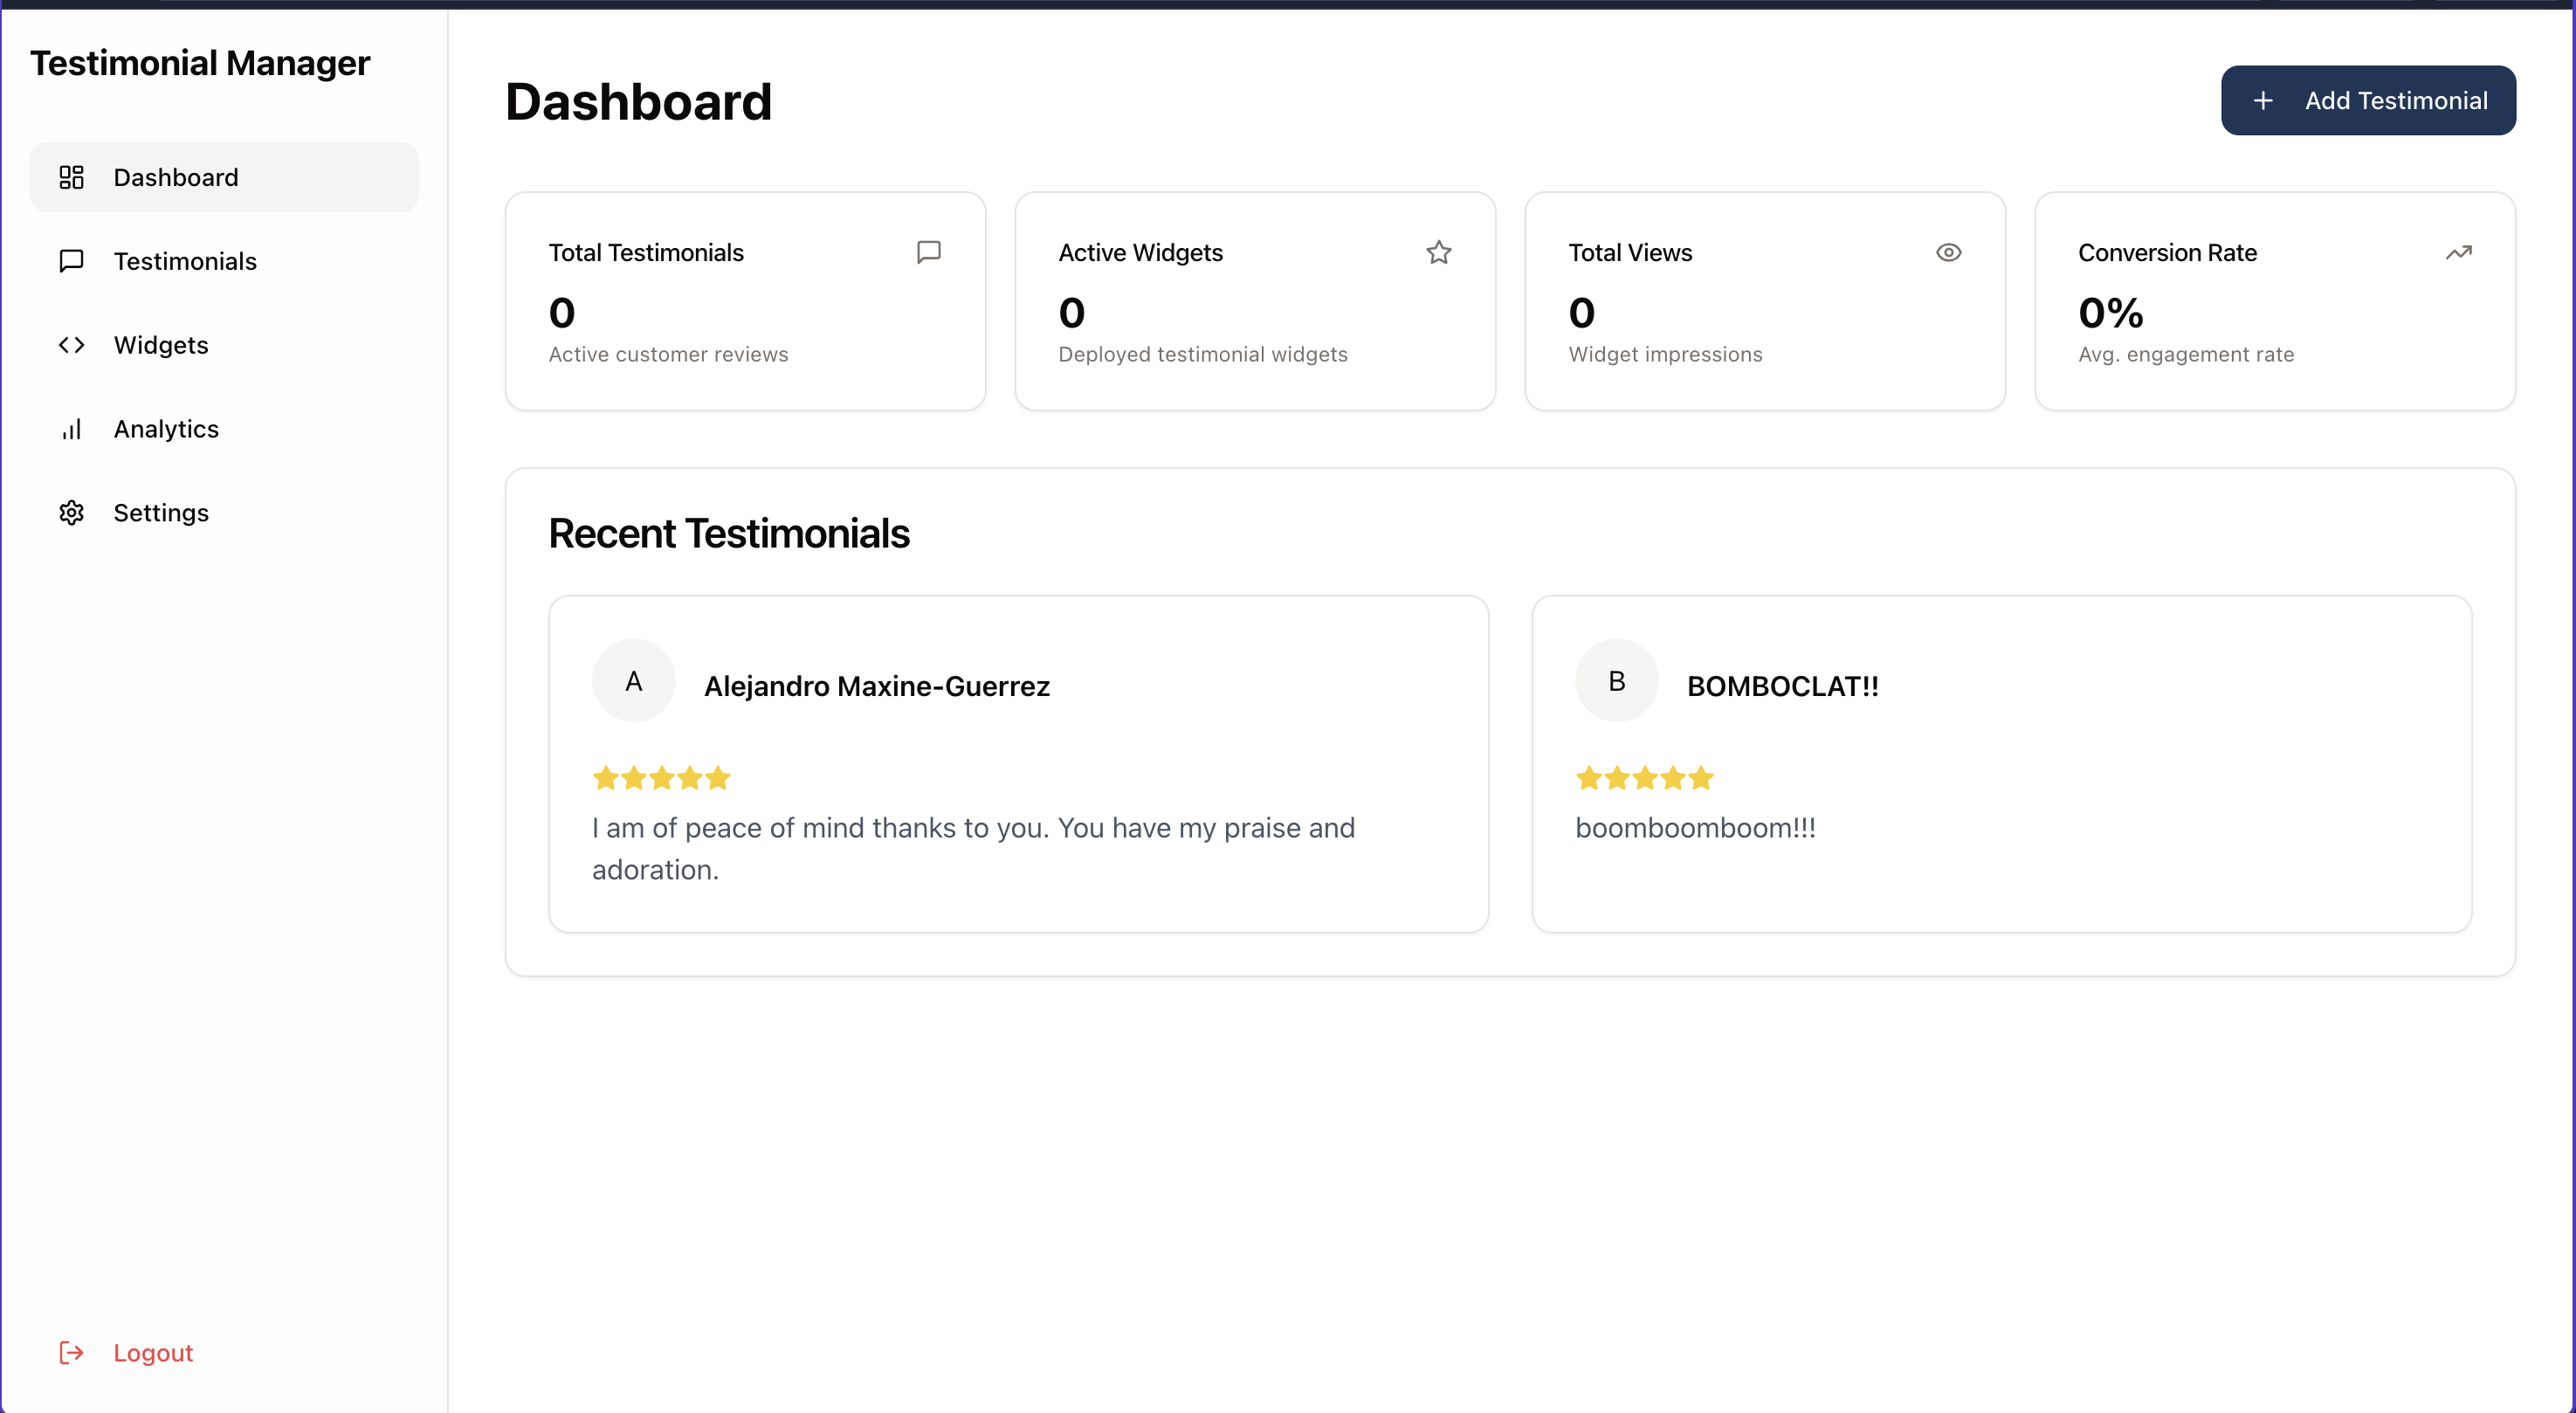 Testimonial Manager
Dashboard
Testimonials
Widgets
Analytics
Settings
Logout
Dashboard
Add Testimonial
Total Testimonials
0
Active customer reviews
Active Widgets
0
Deployed testimonial widgets
Total Views
0
Widget impressions
Conversion Rate
0%
Avg. engagement rate
Recent Testimonials
A
Alejandro Maxine-Guerrez
I am of peace of mind thanks to you. You have my praise and
adoration.
B
BOMBOCLAT!!
boomboomboom!!!